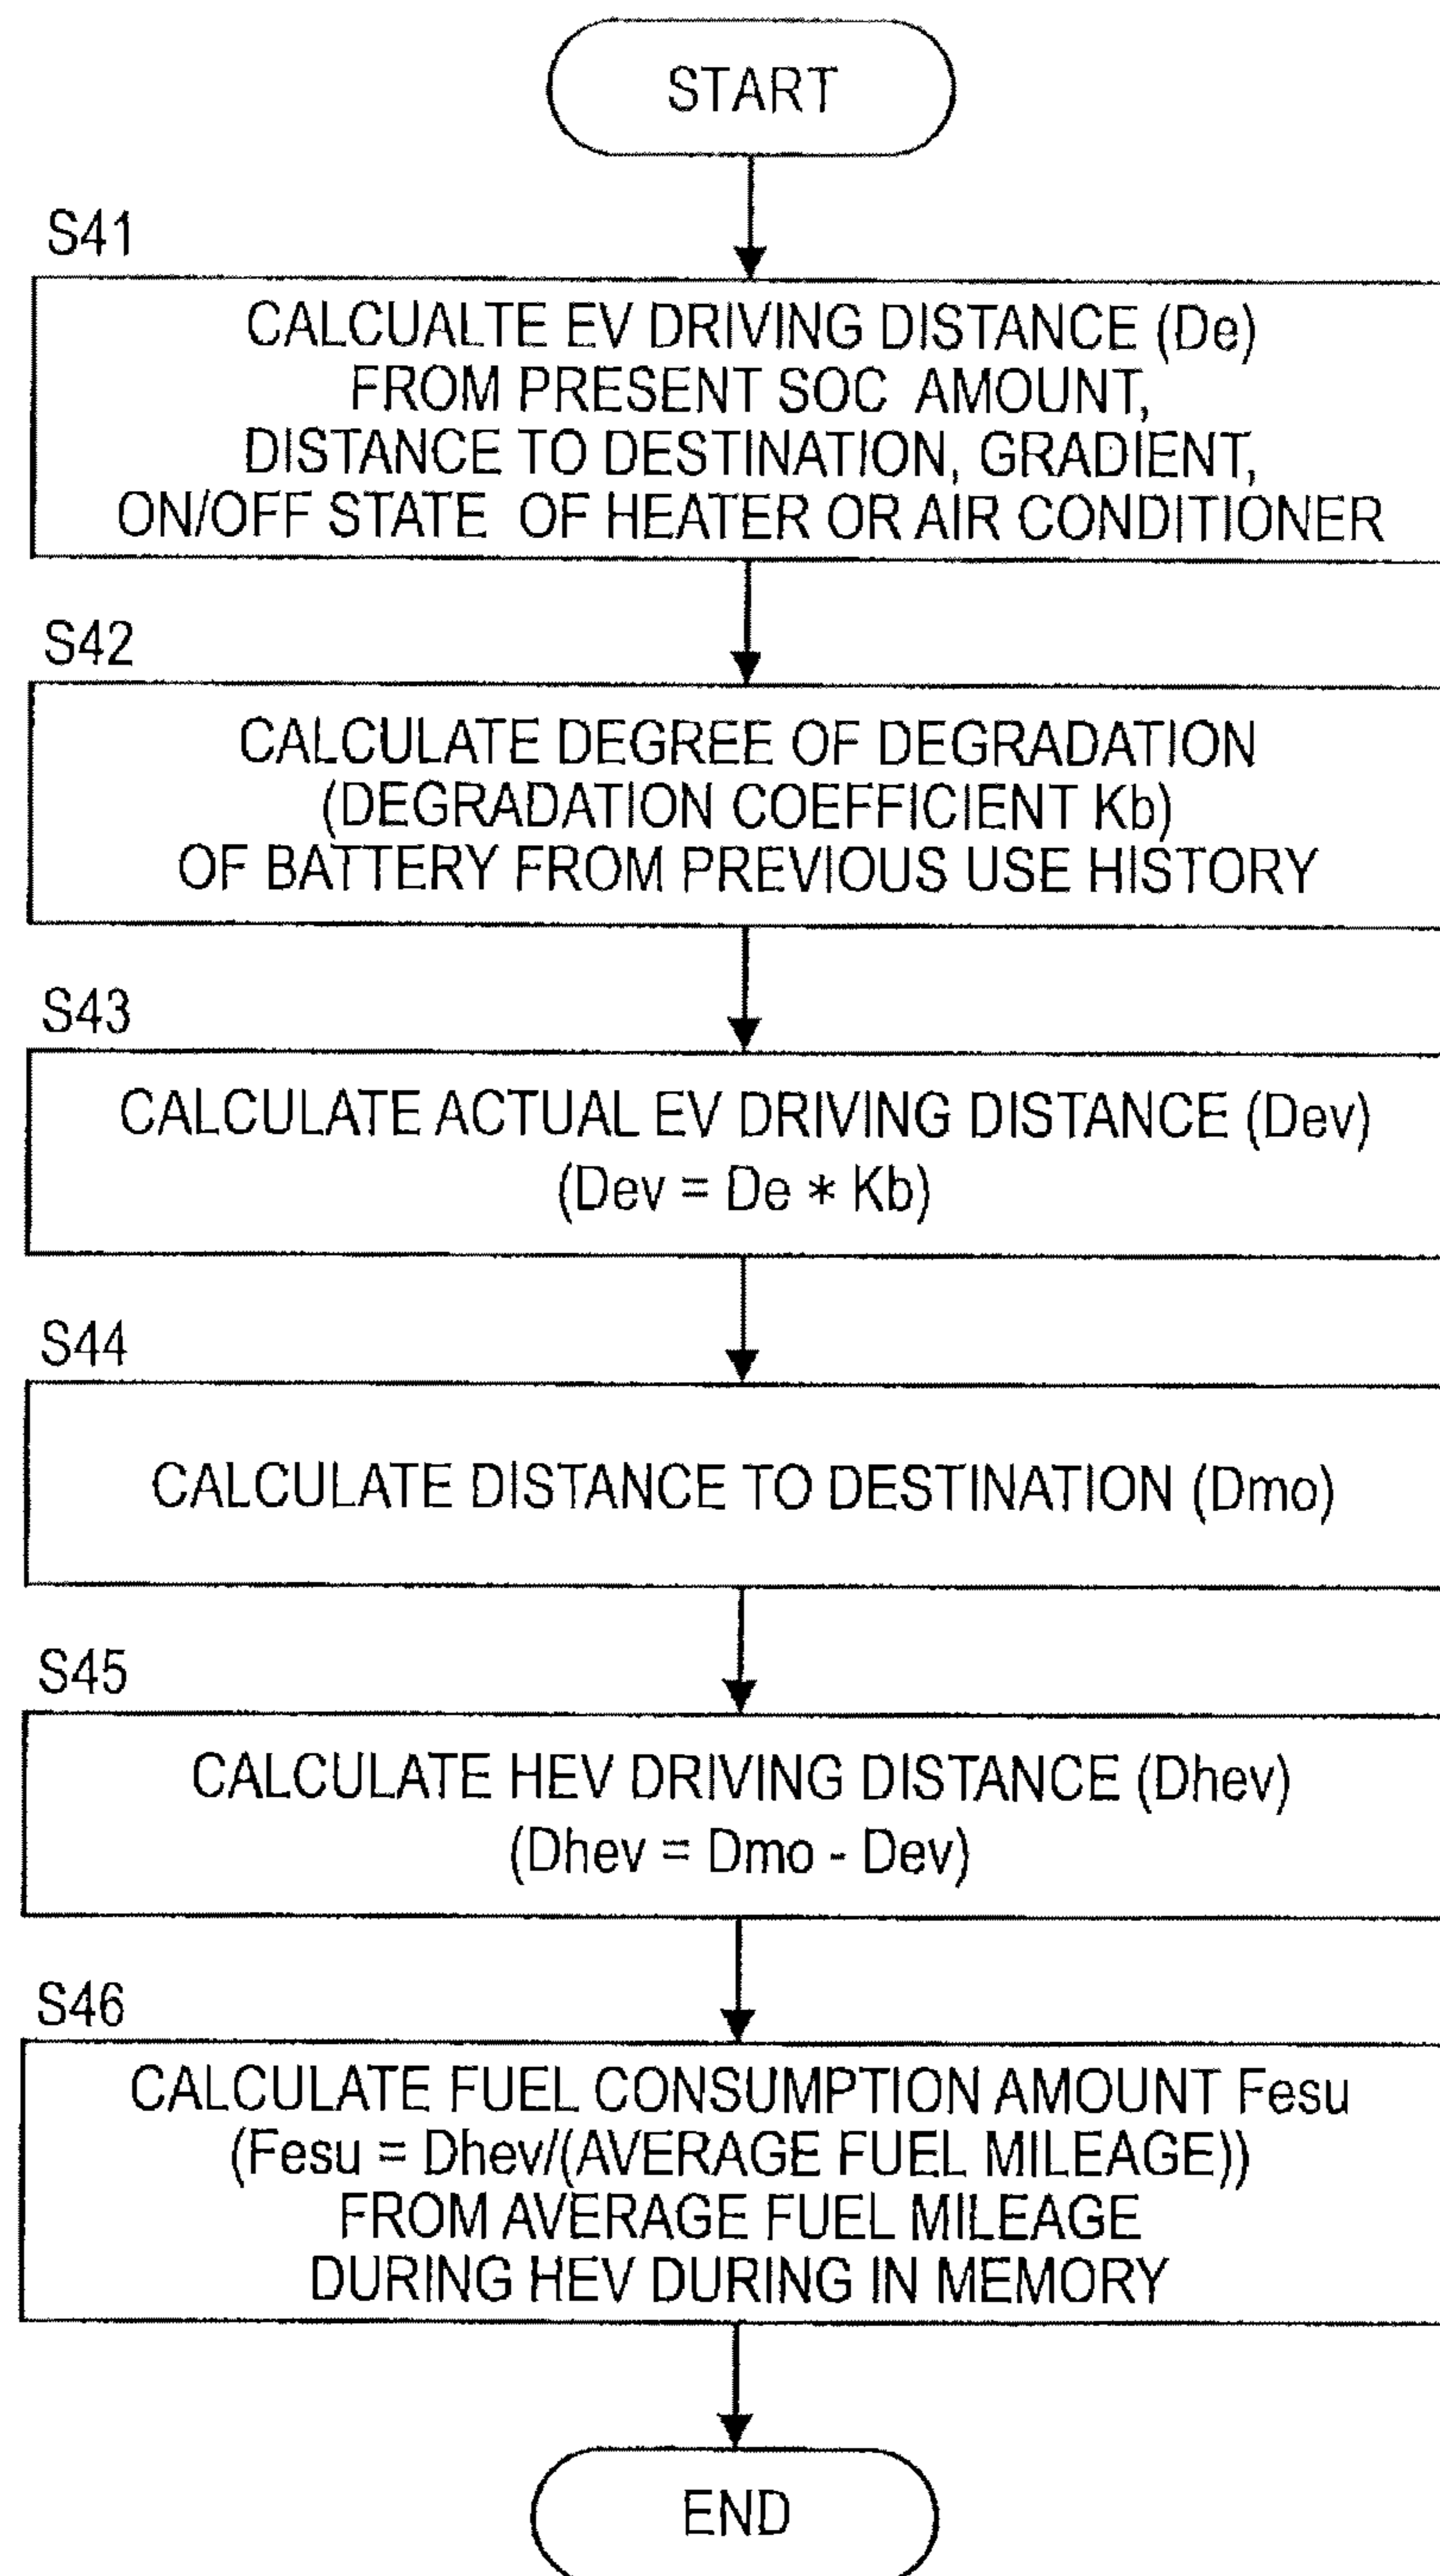 START
S41
CALCUALTE EV DRIVING DISTANCE (De)
FROM PRESENT SOC AMOUNT,
DISTANCE TO DESTINATION, GRADIENT,
ON/OFF STATE OF HEATER OR AIR CONDITIONER
S42
CALCULATE DEGREE OF DEGRADATION
(DEGRADATION COEFFICIENT Kb)
OF BATTERY FROM PREVIOUS USE HISTORY
S43
CALCULATE ACTUAL EV DRIVING DISTANCE (Dev)
(Dev = De * Kb)
S44
CALCULATE DISTANCE TO DESTINATION (Dmo)
S45
CALCULATE HEV DRIVING DISTANCE (Dhev)
(Dhev = Dmo - Dev)
S46
CALCULATE FUEL CONSUMPTION AMOUNT Fesu
(Fesu = Dhev/(AVERAGE FUEL MILEAGE))
FROM AVERAGE FUEL MILEAGE
DURING HEV DURING IN MEMORY
END